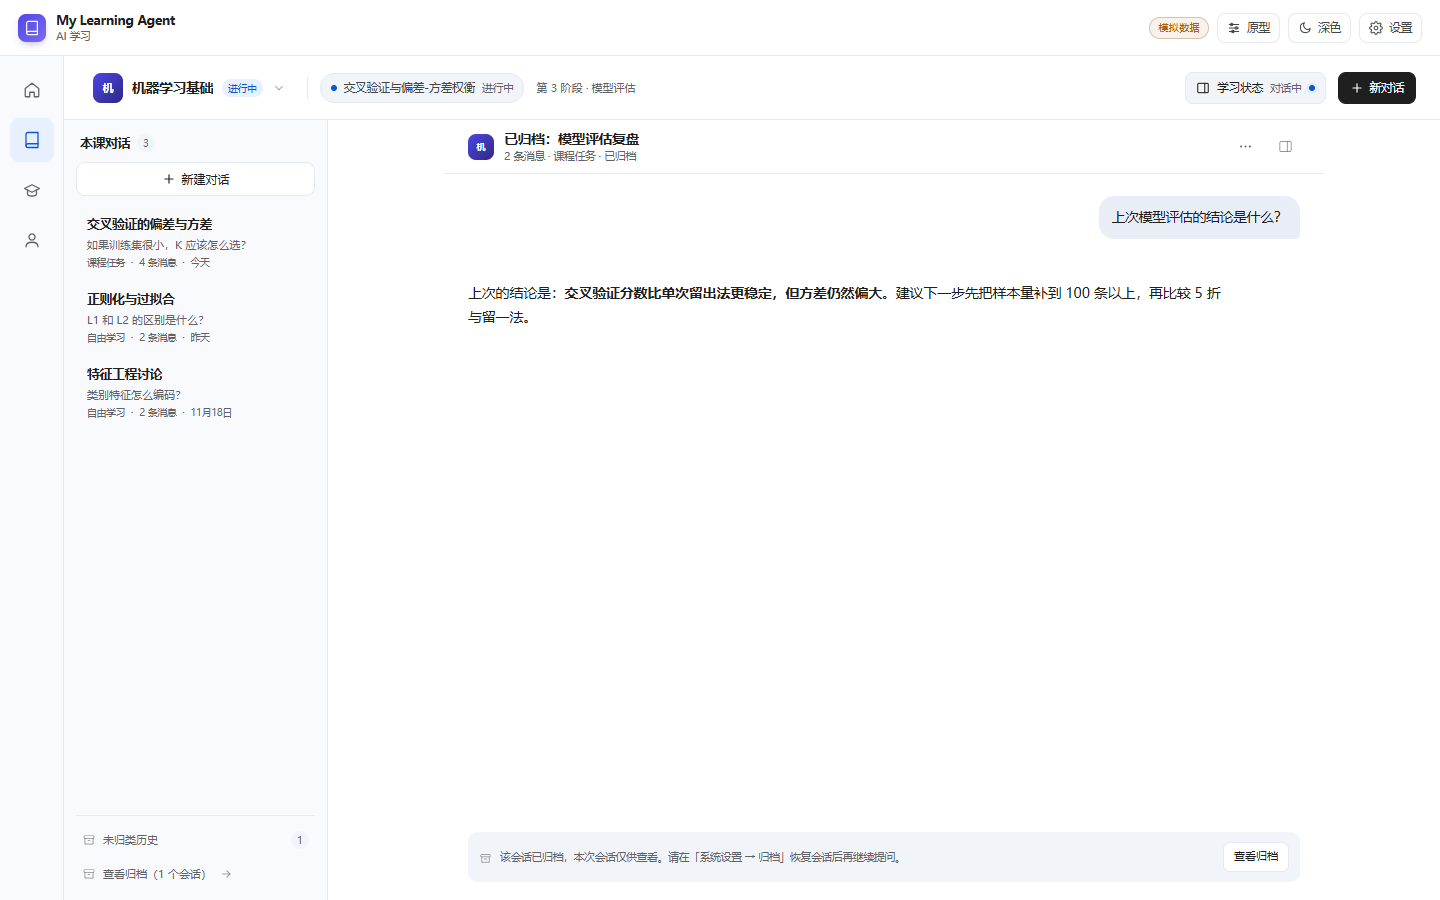 My Learning Agent
AI 学习
模拟数据
原型
深色
设置
机
机器学习基础
进行中
交叉验证与偏差-方差权衡 进行中
第 3 阶段 · 模型评估
学习状态 对话中
新对话
本课对话 3
新建对话
交叉验证的偏差与方差
如果训练集很小，K 应该怎么选？
课程任务 · 4 条消息 · 今天
正则化与过拟合
L1 和 L2 的区别是什么？
自由学习 · 2 条消息 · 昨天
特征工程讨论
类别特征怎么编码？
自由学习 · 2 条消息 · 11月18日
未归类历史 1
查看归档（1 个会话） →
机
已归档：模型评估复盘
2 条消息 · 课程任务 · 已归档
上次模型评估的结论是什么？
上次的结论是：交叉验证分数比单次留出法更稳定，但方差仍然偏大。建议下一步先把样本量补到 100 条以上，再比较 5 折
与留一法。
该会话已归档，本次会话仅供查看。请在「系统设置 → 归档」恢复会话后再继续提问。
查看归档